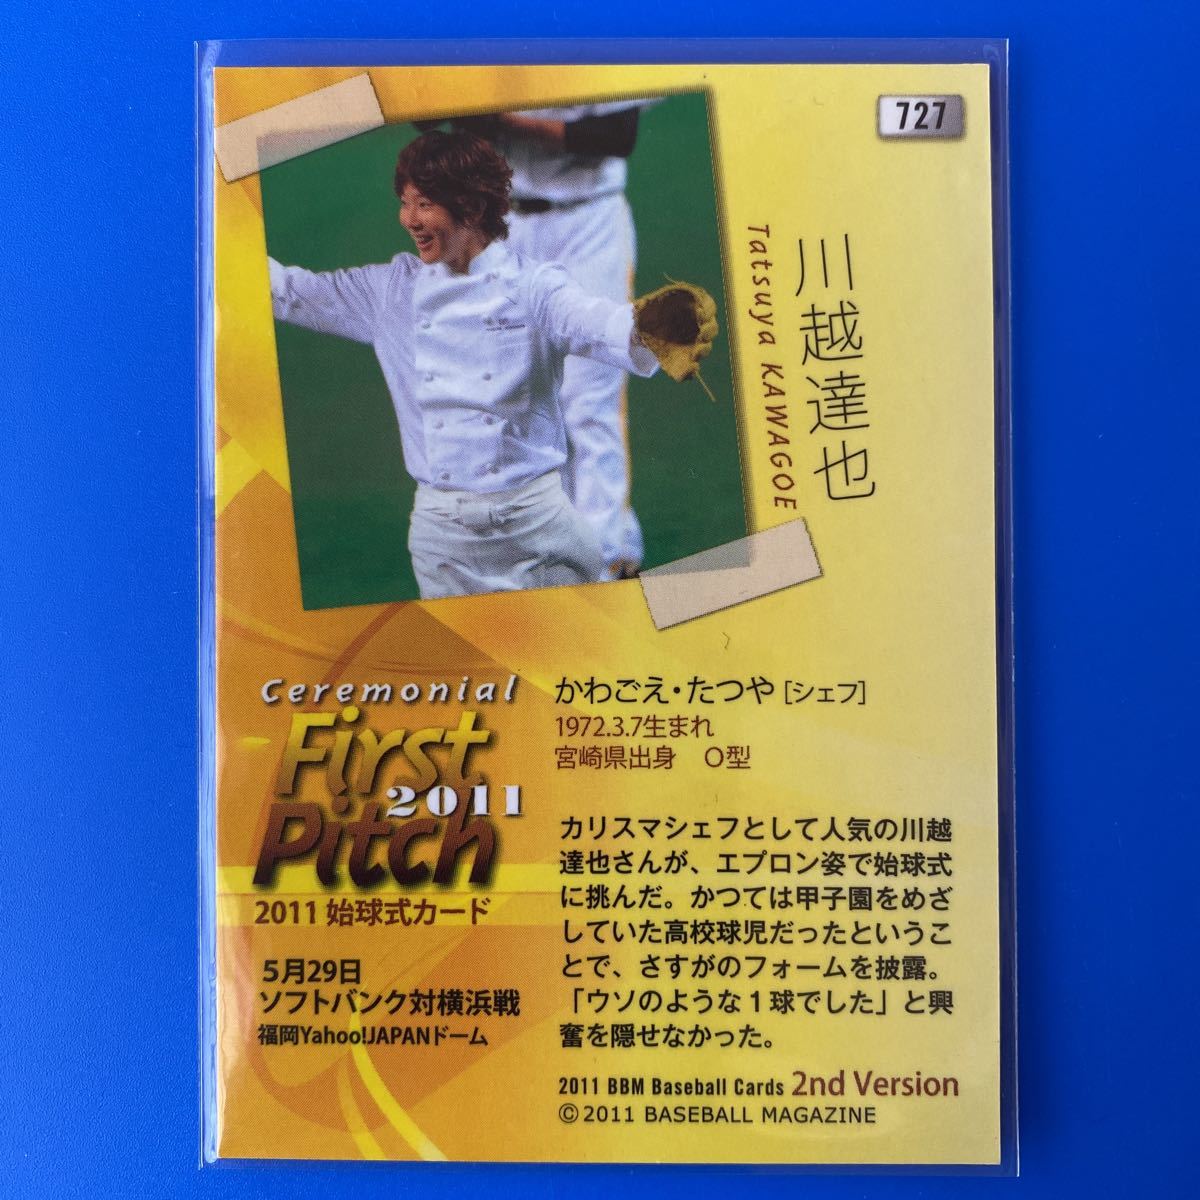 727
川越達也
Tatsuya KAWAGOE
Ceremonial
First
2011
Pitch
2011 始球式カード
5月29日
ソフトバンク対横浜戦
福岡Yahoo!JAPANドーム
かわごえ・たつや [シェフ]
1972.3.7生まれ
宮崎県出身　O型
カリスマシェフとして人気の川越
達也さんが、エプロン姿で始球式
に挑んだ。かつては甲子園をめざ
していた高校球児だったというこ
とで、さすがのフォームを披露。
「ウソのような1球でした」と興
奮を隠せなかった。
2011 BBM Baseball Cards 2nd Version
©2011 BASEBALL MAGAZINE